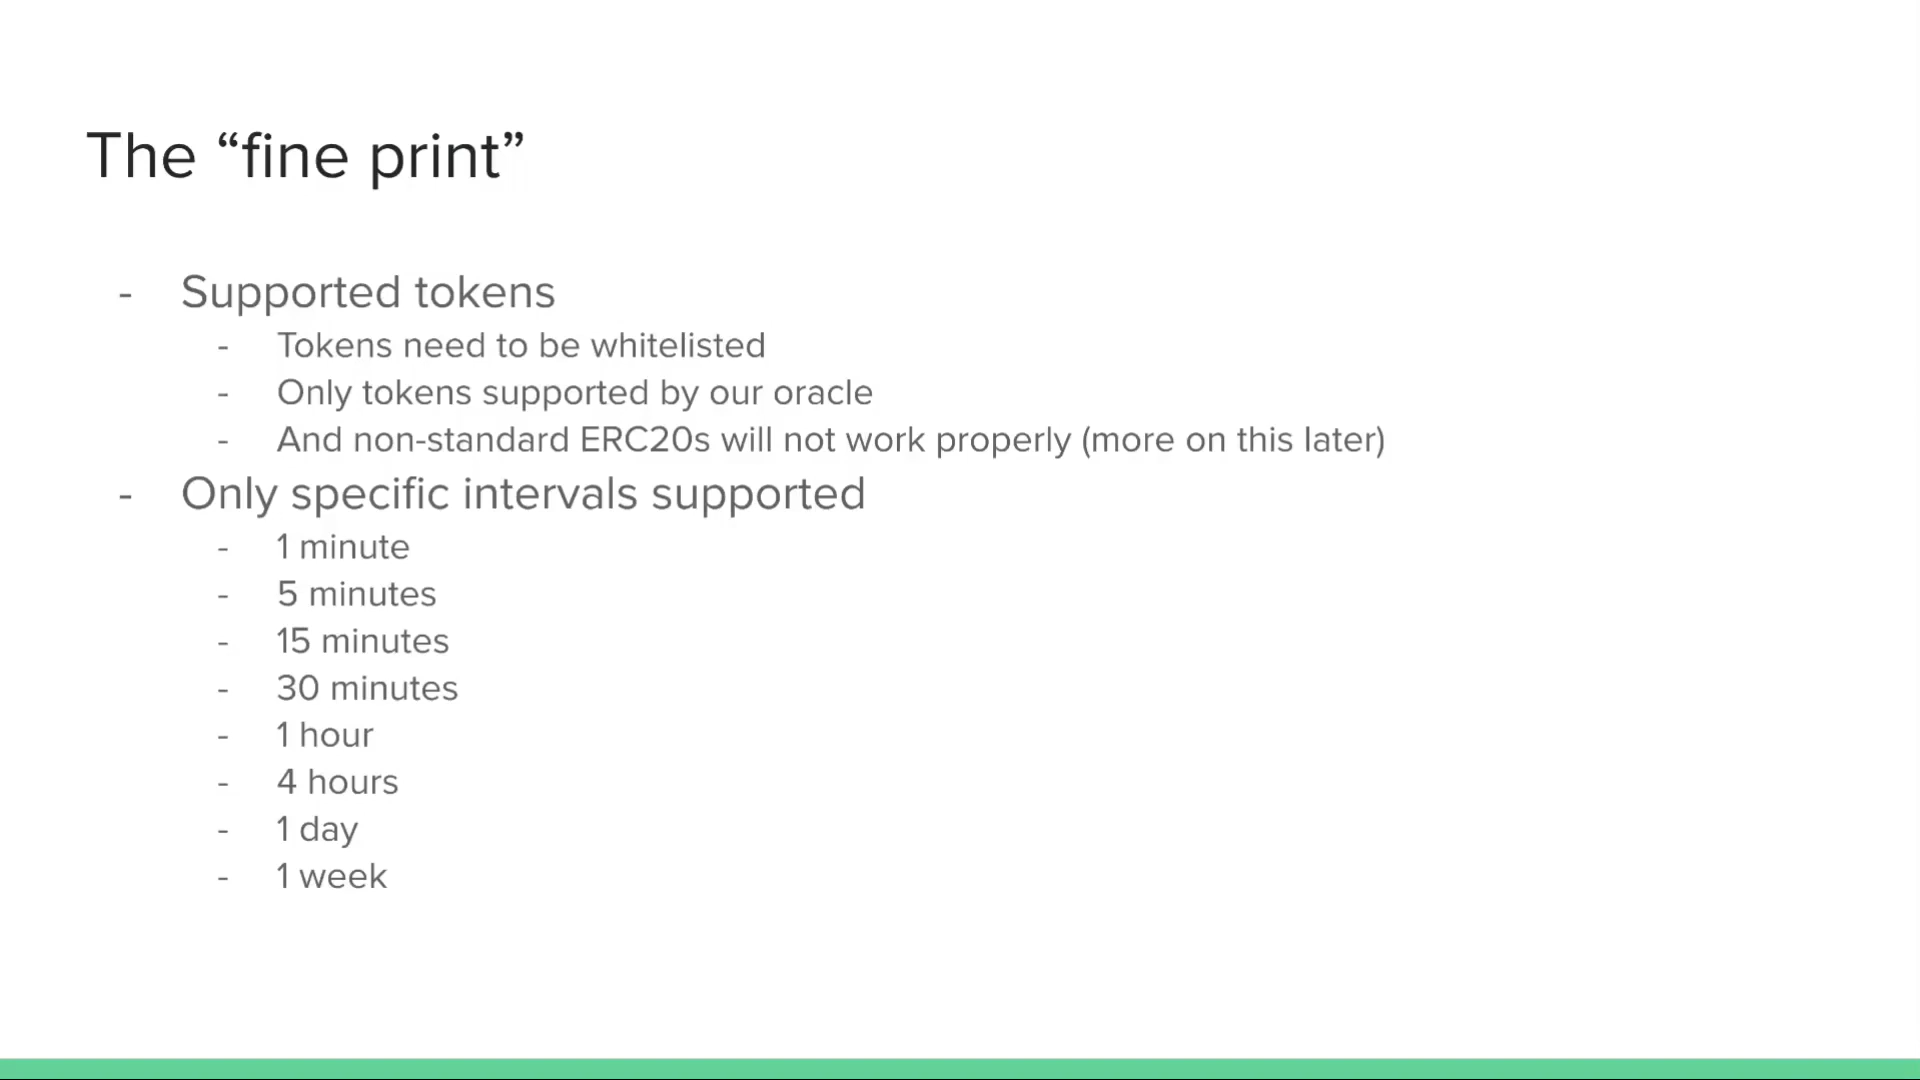 The “fine print”
- Supported tokens
- Tokens need to be whitelisted
- Only tokens supported by our oracle
- And non-standard ERC20s will not work properly (more on this later)
- Only specific intervals supported
- 1 minute
- 5 minutes
- 15 minutes
- 30 minutes
- 1 hour
- 4 hours
- 1 day
- 1 week